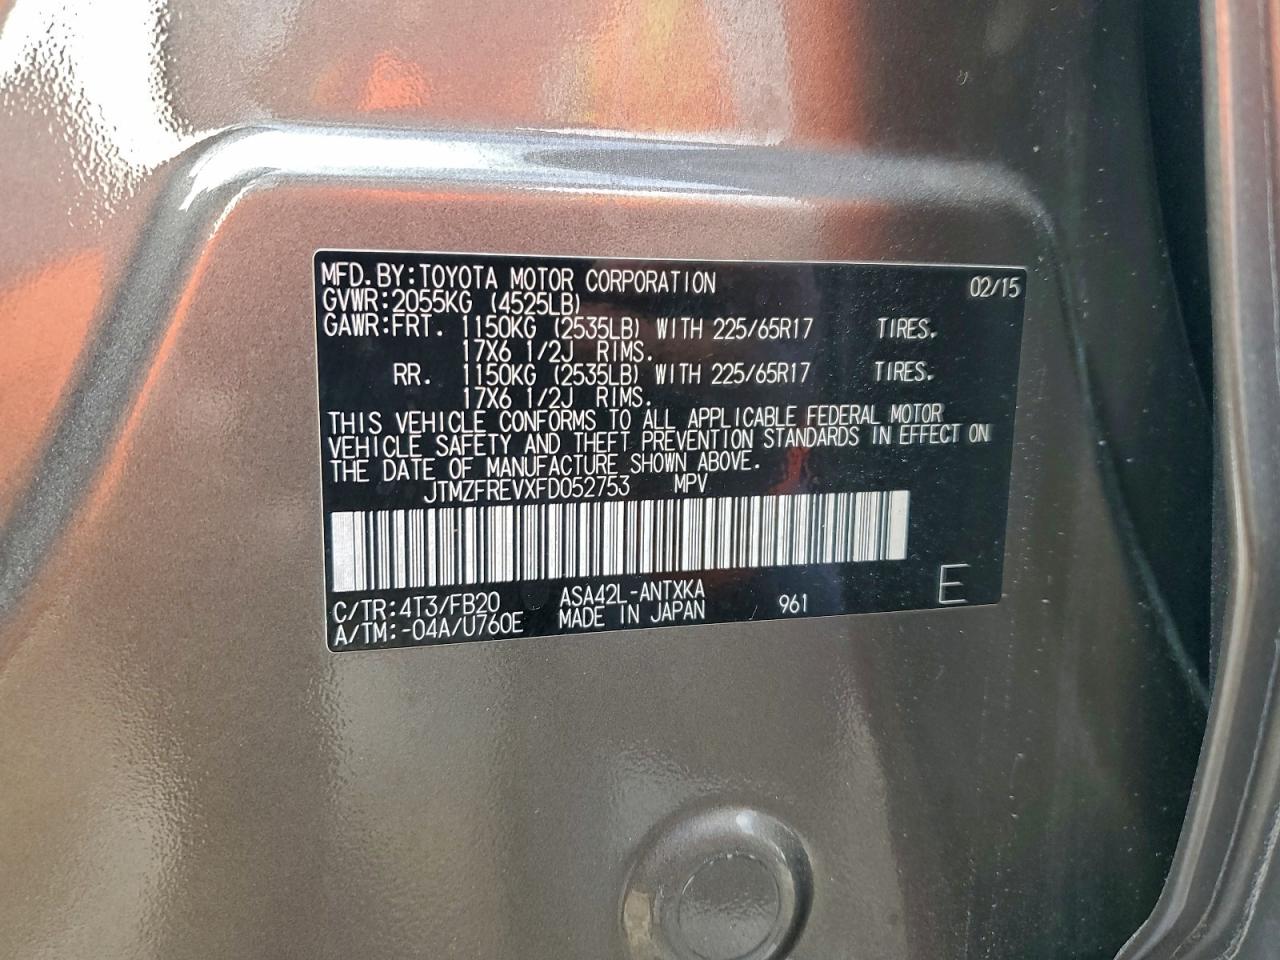 MFD.BY:TOYOTA MOTOR CORPORATION 02/15
GVWR:2055KG (4525LB)
GAWR:FRT. 1150KG (2535LB) WITH 225/65R17 TIRES.
17X6 1/2J RIMS.
RR. 1150KG (2535LB) WITH 225/65R17 TIRES.
17X6 1/2J RIMS.
THIS VEHICLE CONFORMS TO ALL APPLICABLE FEDERAL MOTOR
VEHICLE SAFETY AND THEFT PREVENTION STANDARDS IN EFFECT ON
THE DATE OF MANUFACTURE SHOWN ABOVE.
JTMZFREVXFD052753 MPV
C/TR:4T3/FB20 ASA42L-ANTXKA
A/TM:-04A/U760E MADE IN JAPAN 961 E